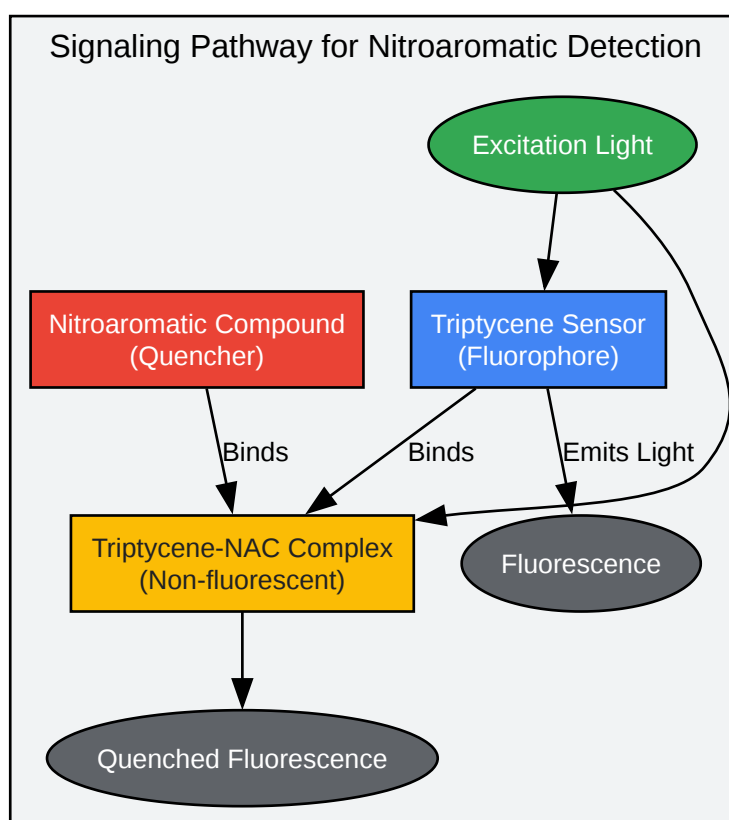 Signaling Pathway for Nitroaromatic Detection
Excitation Light
Nitroaromatic Compound
(Quencher)
Triptycene Sensor
(Fluorophore)
Binds
Binds
Emits Light
Triptycene-NAC Complex
(Non-fluorescent)
Fluorescence
Quenched Fluorescence